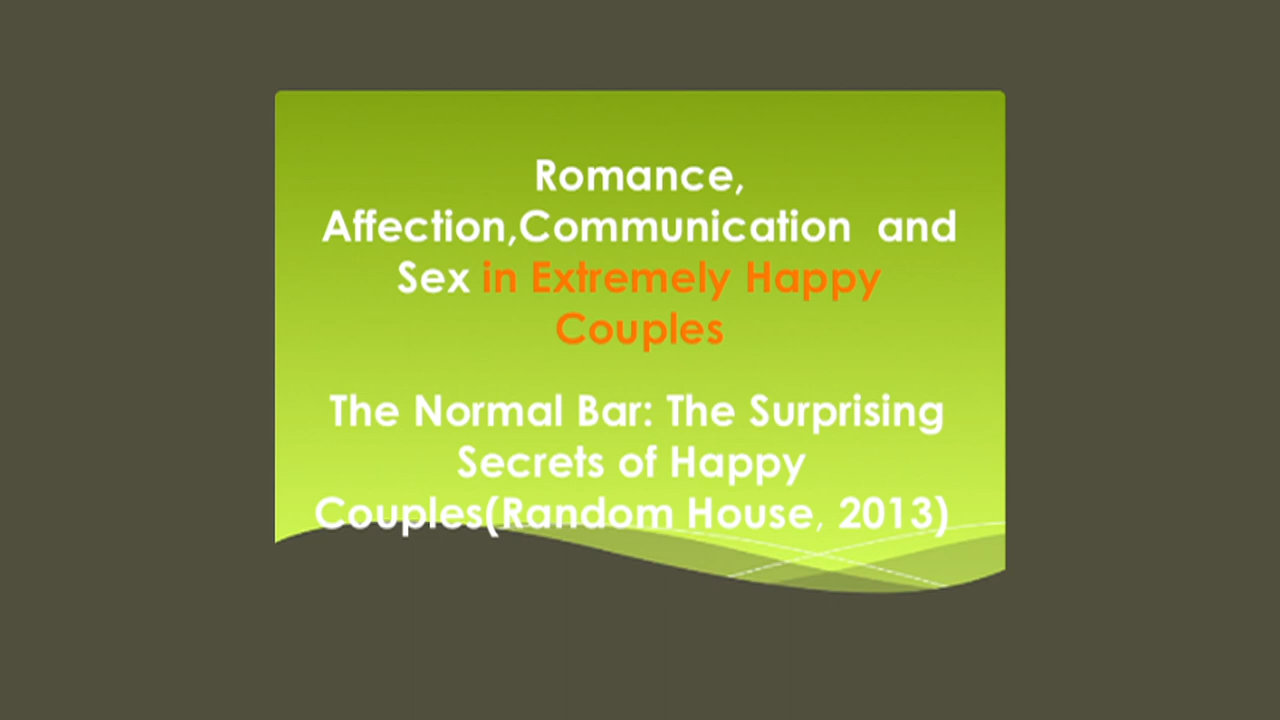 Romance,
Affection,Communication  and
Sex in Extremely Happy
Couples
The Normal Bar: The Surprising
Secrets of Happy
Couples(Random House, 2013)